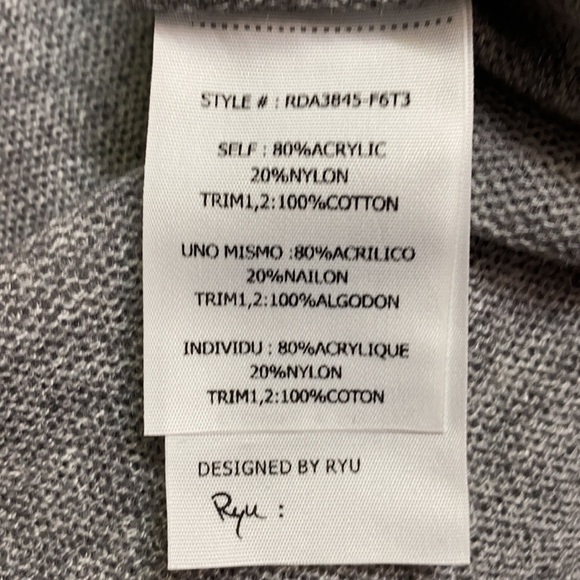 STYLE # : RDA3845-F6T3
SELF : 80%ACRYLIC
20%NYLON
TRIM1,2:100%COTTON
UNO MISMO :80%ACRILICO
20%NAILON
TRIM1,2:100%ALGODON
INDIVIDU : 80%ACRYLIQUE
20%NYLON
TRIM1,2:100%COTON
DESIGNED BY RYU
Ryu :